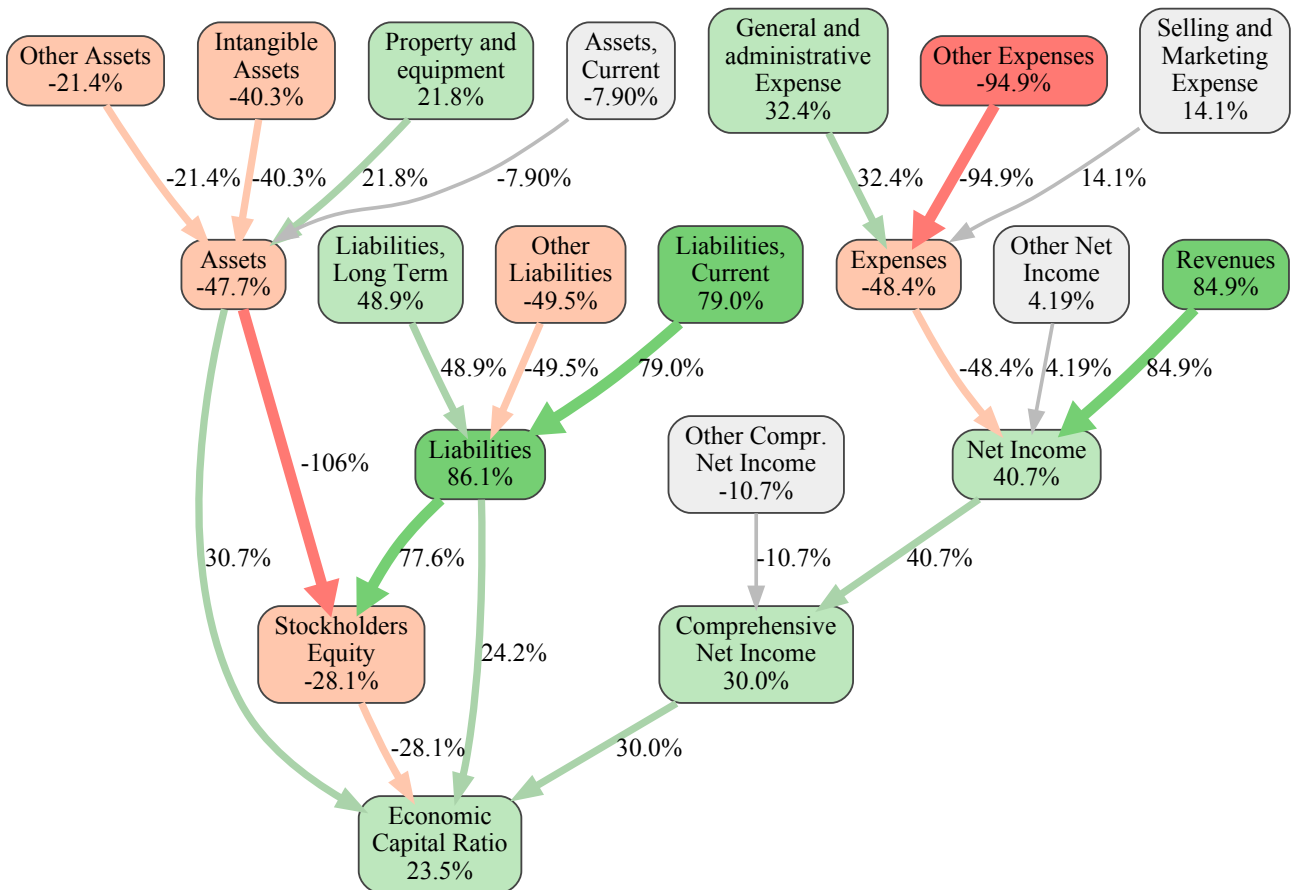 Other Assets
-21.4%
Intangible
Assets
-40.3%
Property and
equipment
21.8%
Assets,
Current
-7.90%
General and
administrative
Expense
32.4%
Other Expenses
-94.9%
Selling and
Marketing
Expense
14.1%
-21.4%
-40.3%
21.8%
-7.90%
32.4%
-94.9%
14.1%
Assets
-47.7%
Liabilities,
Long Term
48.9%
Other
Liabilities
-49.5%
Liabilities,
Current
79.0%
Expenses
-48.4%
Other Net
Income
4.19%
Revenues
84.9%
48.9%
-49.5%
79.0%
-48.4%
4.19%
84.9%
-106%
Liabilities
86.1%
Other Compr.
Net Income
-10.7%
Net Income
40.7%
30.7%
77.6%
-10.7%
40.7%
Stockholders
Equity
-28.1%
24.2%
Comprehensive
Net Income
30.0%
-28.1%
30.0%
Economic
Capital Ratio
23.5%